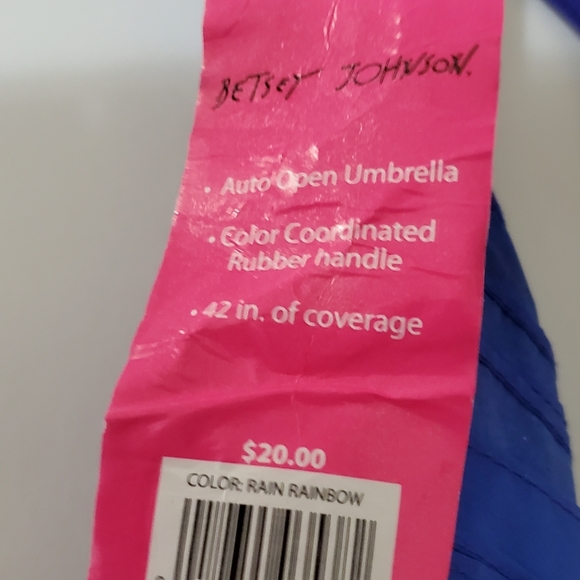 BETSEY JOHNSON.
• Auto Open Umbrella
• Color Coordinated
Rubber handle
• 42 in. of coverage
$20.00
COLOR: RAIN RAINBOW